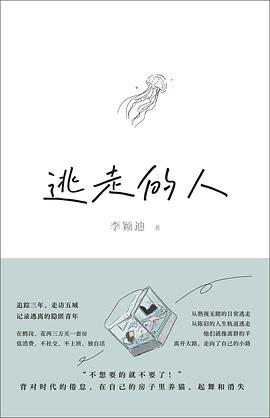 逃走的人
李颖迪 著
追踪三年，走访五城
记录逃离的隐匿青年
在鹤岗，花两三万买一套房
低消费，不社交，不上班，独自活
从熟视无睹的日常逃走
从陈旧的人生轨道逃走
他们就像离群的羊
离开大路，走向了自己的小路
“不想要的就不要了！”
背对时代的倦怠，在自己的房子里养猫、起舞和消失